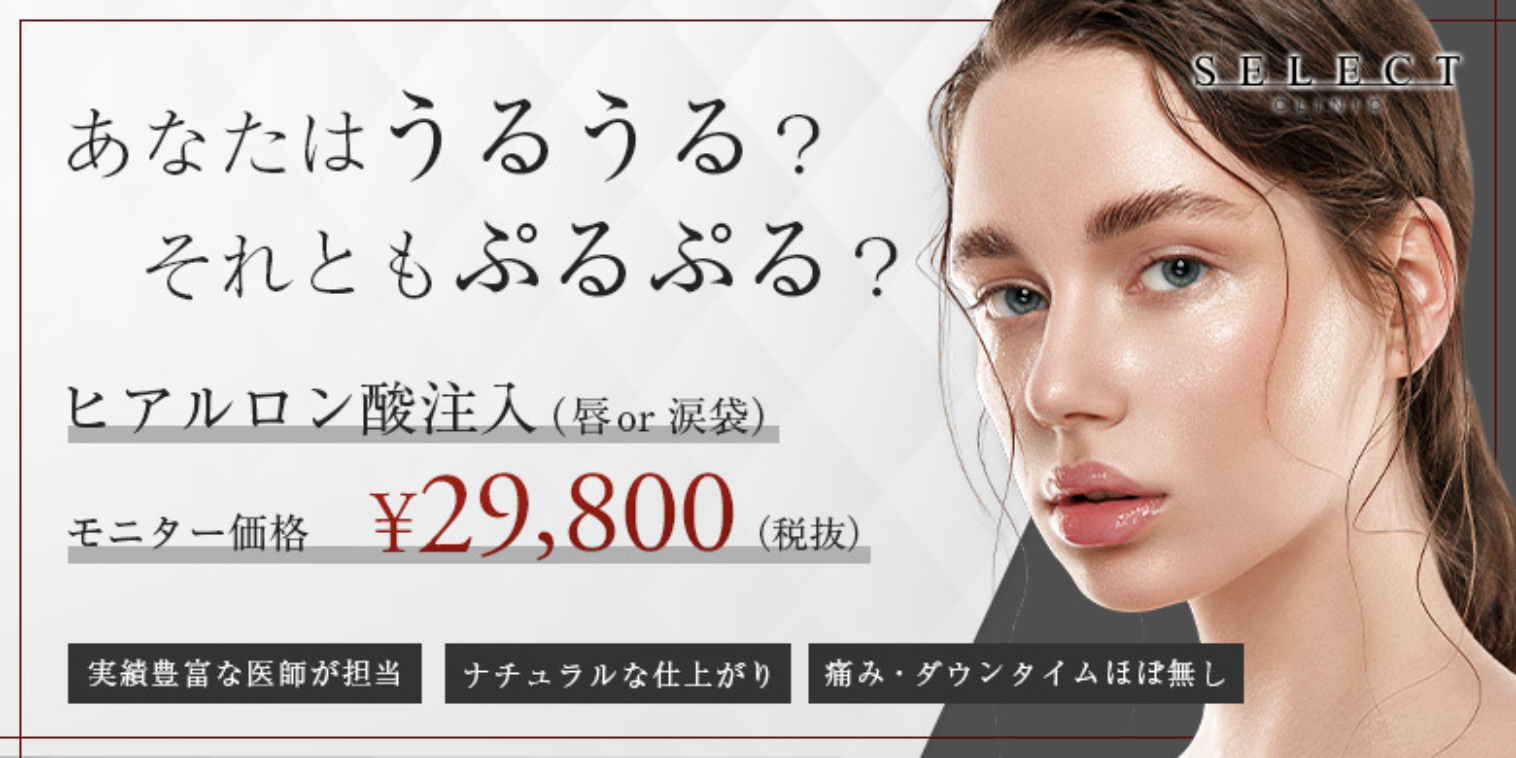 SELECT
CLINIC
あなたはうるうる？
それともぷるぷる？
ヒアルロン酸注入（唇or 涙袋）
モニター価格 ¥29,800（税抜）
実績豊富な医師が担当
ナチュラルな仕上がり
痛み・ダウンタイムほぼ無し